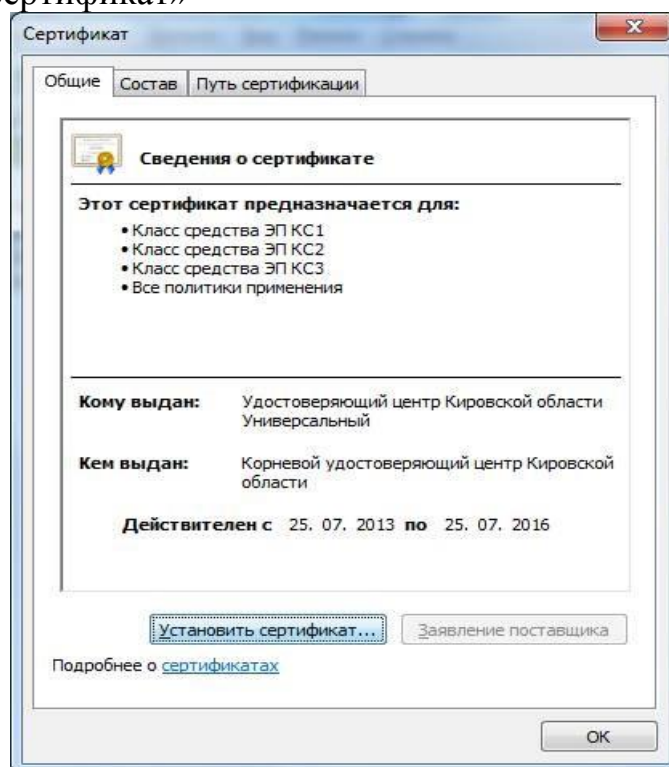 сертификат»
Сертификат
Общие Состав Путь сертификации
Сведения о сертификате
Этот сертификат предназначается для:
• Класс средства ЭП КС1
• Класс средства ЭП КС2
• Класс средства ЭП КС3
• Все политики применения
Кому выдан: Удостоверяющий центр Кировской области
Универсальный
Кем выдан: Корневой удостоверяющий центр Кировской
области
Действителен с 25. 07. 2013 по 25. 07. 2016
Установить сертификат... Заявление поставщика
Подробнее о сертификатах
ОК